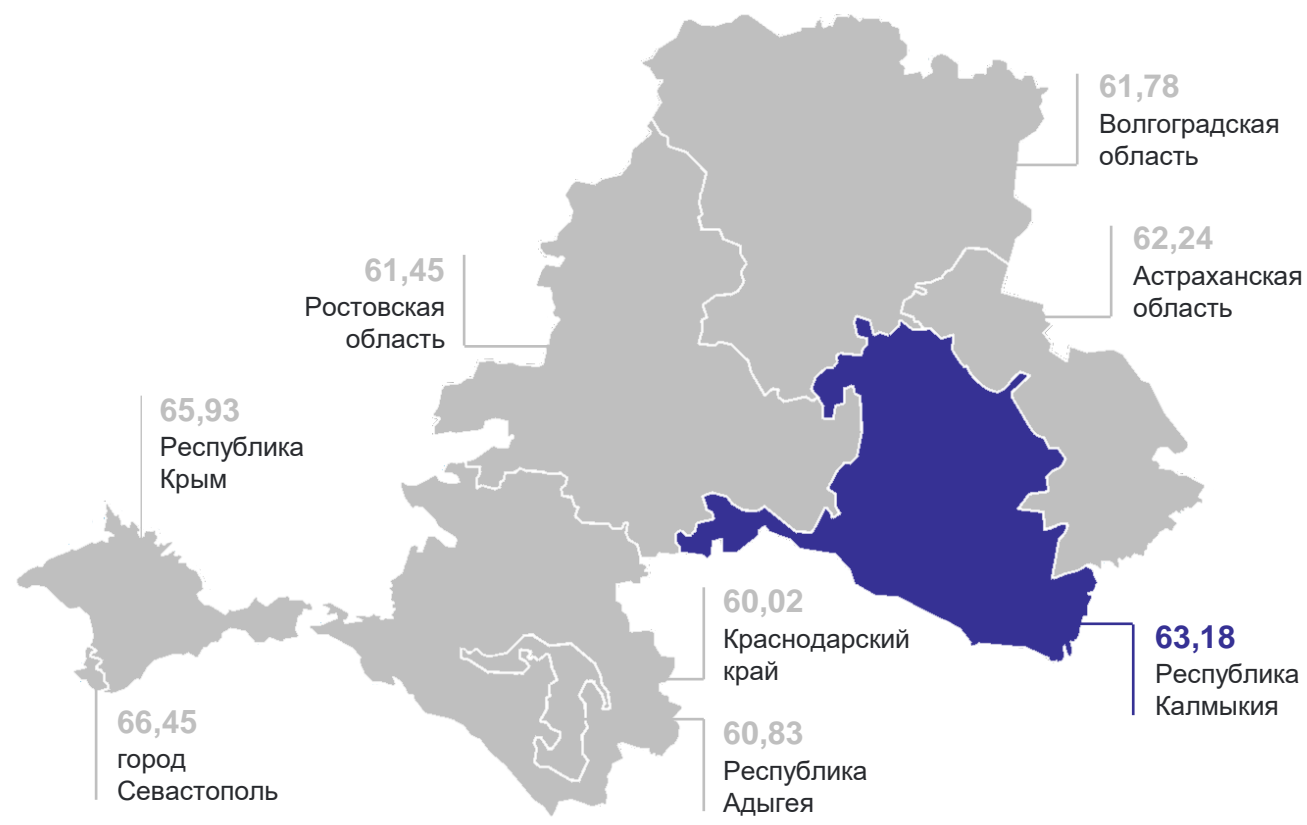 61,78
Волгоградская
область
62,24
Астраханская
область
61,45
Ростовская
область
65,93
Республика
Крым
60,02
Краснодарский
край
63,18
Республика
Калмыкия
66,45
город
Севастополь
60,83
Республика
Адыгея